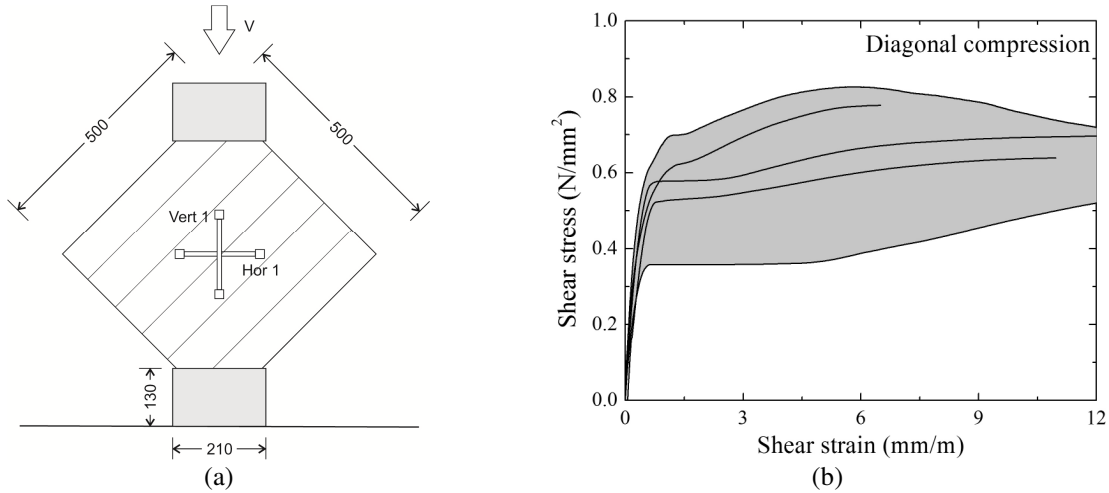 V
500
500
Vert 1
Hor 1
130
210
(a)
Diagonal compression
Shear stress (N/mm²)
1.0
0.8
0.6
0.4
0.2
0.0
0 3 6 9 12
Shear strain (mm/m)
(b)